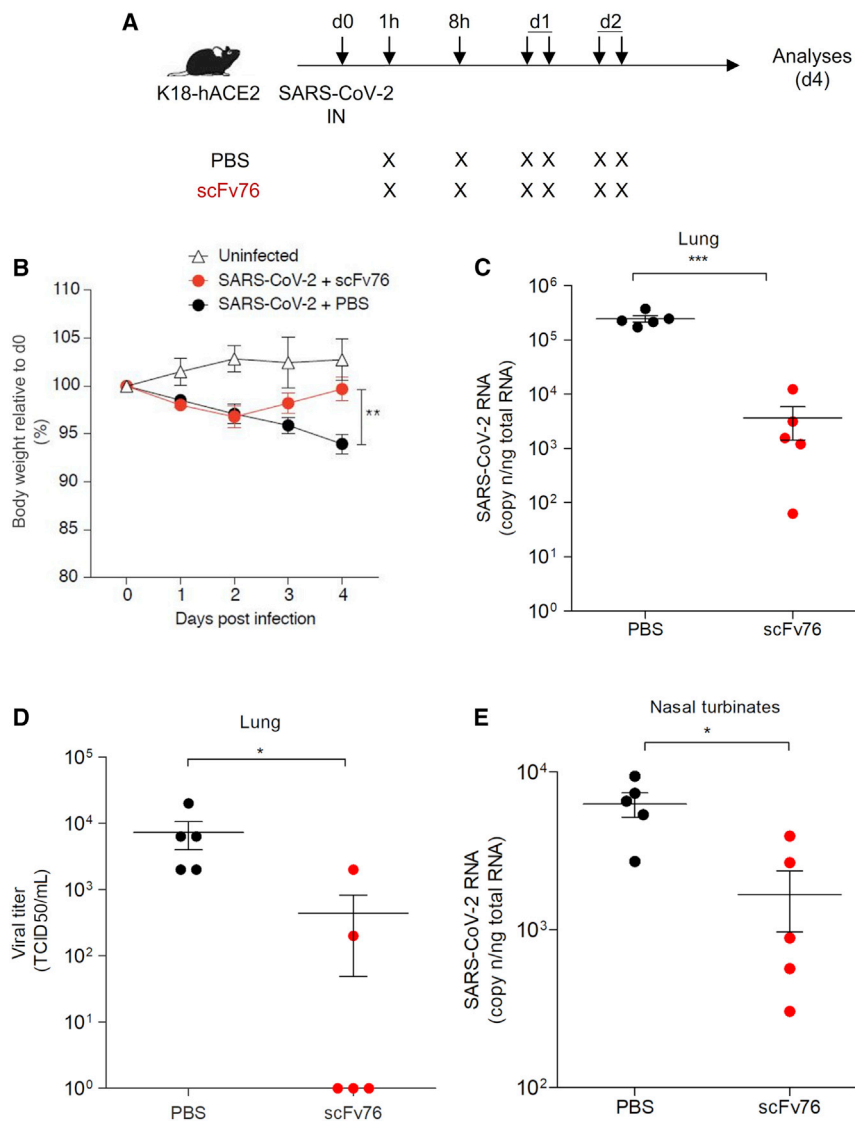 A
d0 1h 8h d1 d2
Analyses
(d4)
K18-hACE2 SARS-CoV-2
IN
PBS X X X X X X
scFv76 X X X X X X
B
Uninfected
SARS-CoV-2 + scFv76
SARS-CoV-2 + PBS
Body weight relative to d0
(%)
110
105
100
95
90
85
80
**
0 1 2 3 4
Days post infection
C
Lung
***
SARS-CoV-2 RNA
(copy n/ng total RNA)
10⁶
10⁵
10⁴
10³
10²
10¹
10⁰
PBS scFv76
D
Lung
*
Viral titer
(TCID50/mL)
10⁵
10⁴
10³
10²
10¹
10⁰
PBS scFv76
E
Nasal turbinates
*
SARS-CoV-2 RNA
(copy n/ng total RNA)
10⁴
10³
10²
PBS scFv76